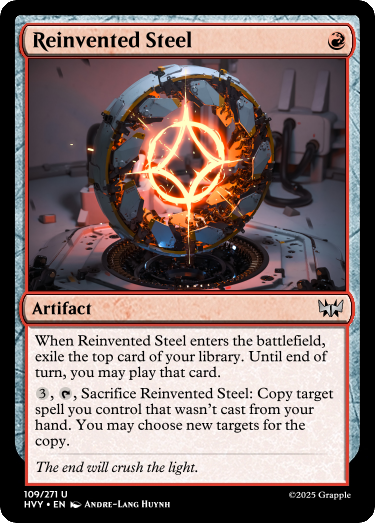 Reinvented Steel
Artifact
When Reinvented Steel enters the battlefield,
exile the top card of your library. Until end of
turn, you may play that card.
3, , Sacrifice Reinvented Steel: Copy target
spell you control that wasn't cast from your
hand. You may choose new targets for the
copy.
The end will crush the light.
109/271 U
HVY • EN Andre-Lang Huynh
©2025 Grapple